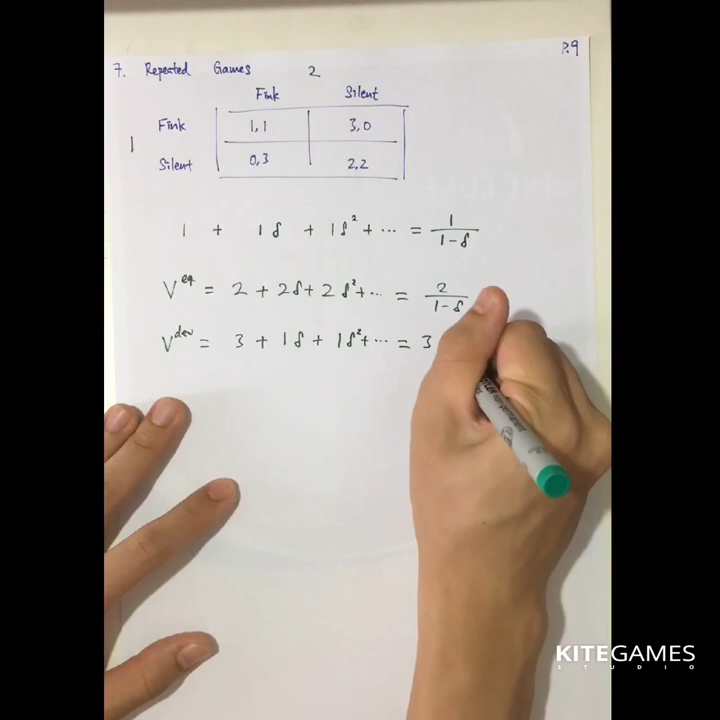 P.9
7. Repeated Games 2
Fink Silent
Fink 1,1 3,0
1
Silent 0,3 2,2
1 + 1δ + 1δ² + ··· = 1/(1-δ)
V^eq = 2 + 2δ + 2δ² + ··· = 2/(1-δ)
V^dev = 3 + 1δ + 1δ² + ··· = 3
KITEGAMES
STUDIO